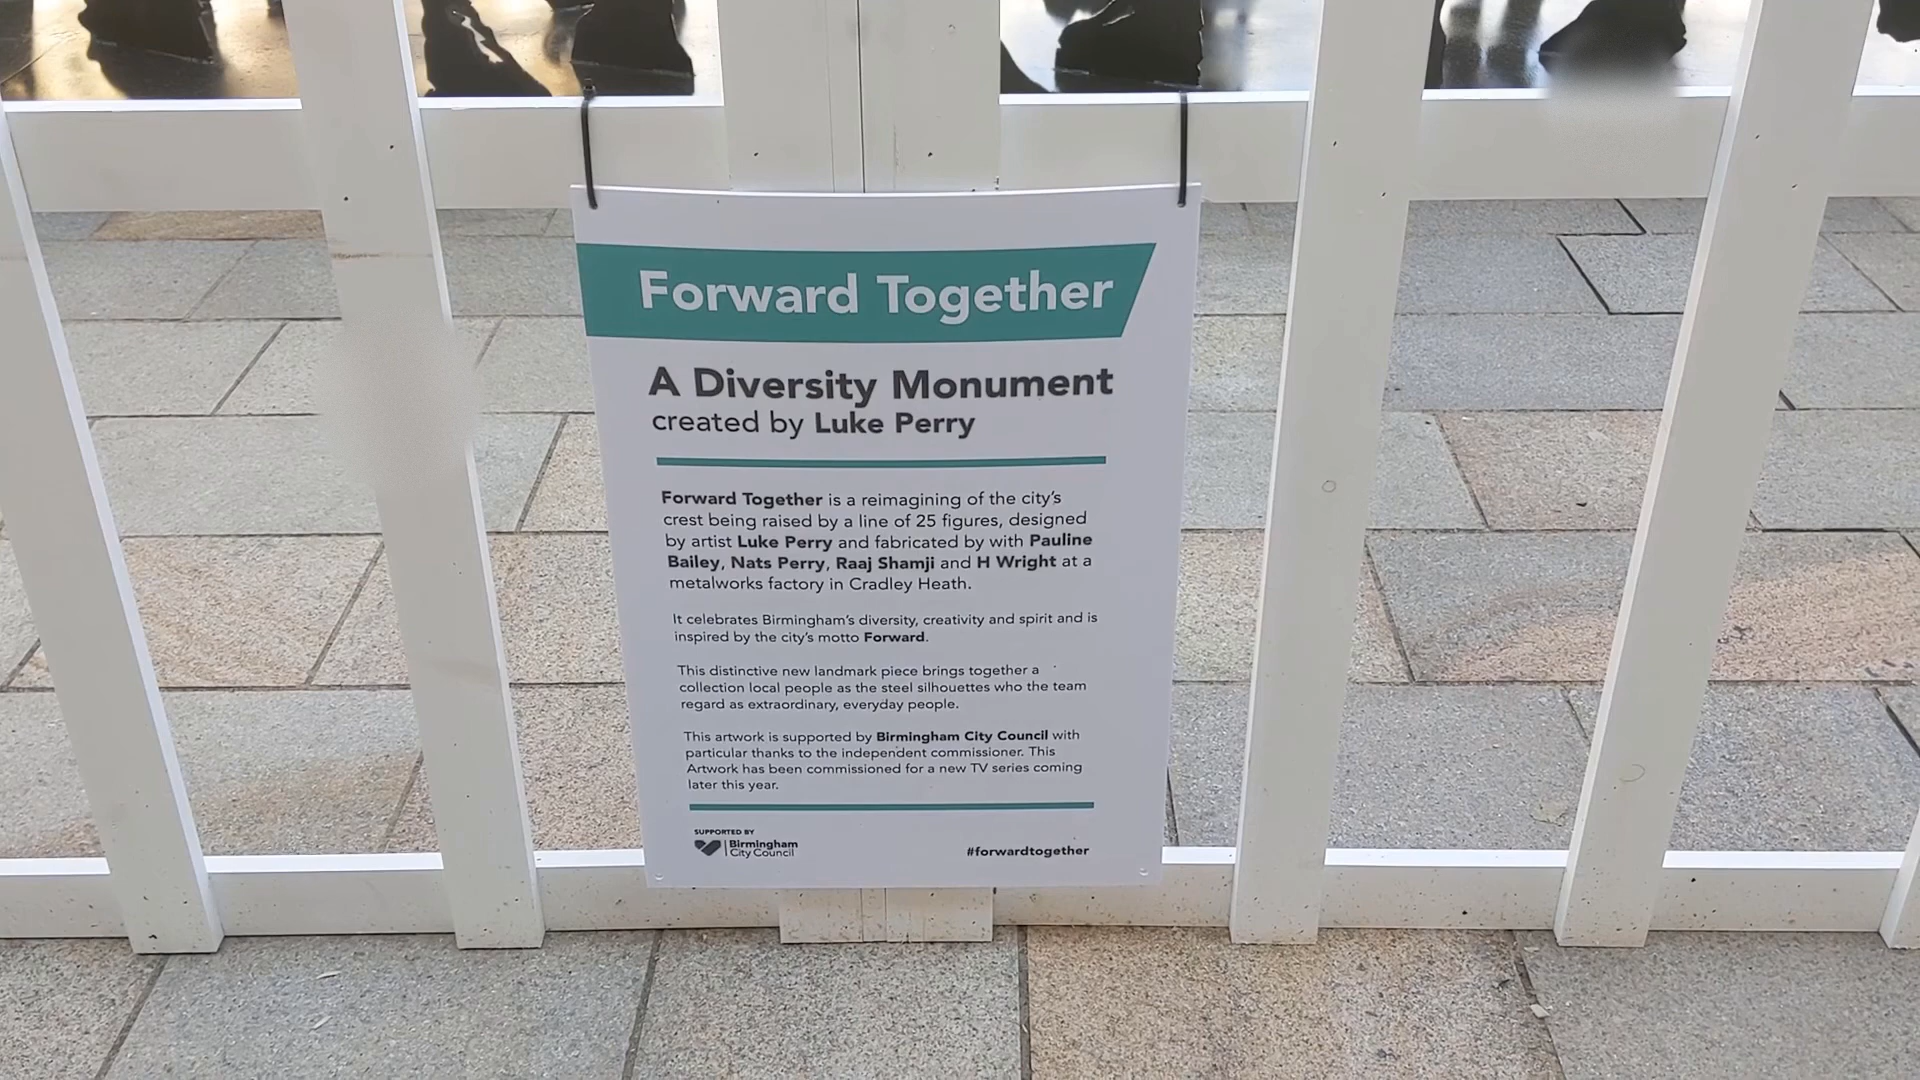 Forward Together
A Diversity Monument
created by Luke Perry
Forward Together is a reimagining of the city's
crest being raised by a line of 25 figures, designed
by artist Luke Perry and fabricated by with Pauline
Bailey, Nats Perry, Raaj Shamji and H Wright at a
metalworks factory in Cradley Heath.
It celebrates Birmingham's diversity, creativity and spirit and is
inspired by the city's motto Forward.
This distinctive new landmark piece brings together a
collection local people as the steel silhouettes who the team
regard as extraordinary, everyday people.
This artwork is supported by Birmingham City Council with
particular thanks to the independent commissioner. This
Artwork has been commissioned for a new TV series coming
later this year.
SUPPORTED BY
Birmingham
City Council
#forwardtogether